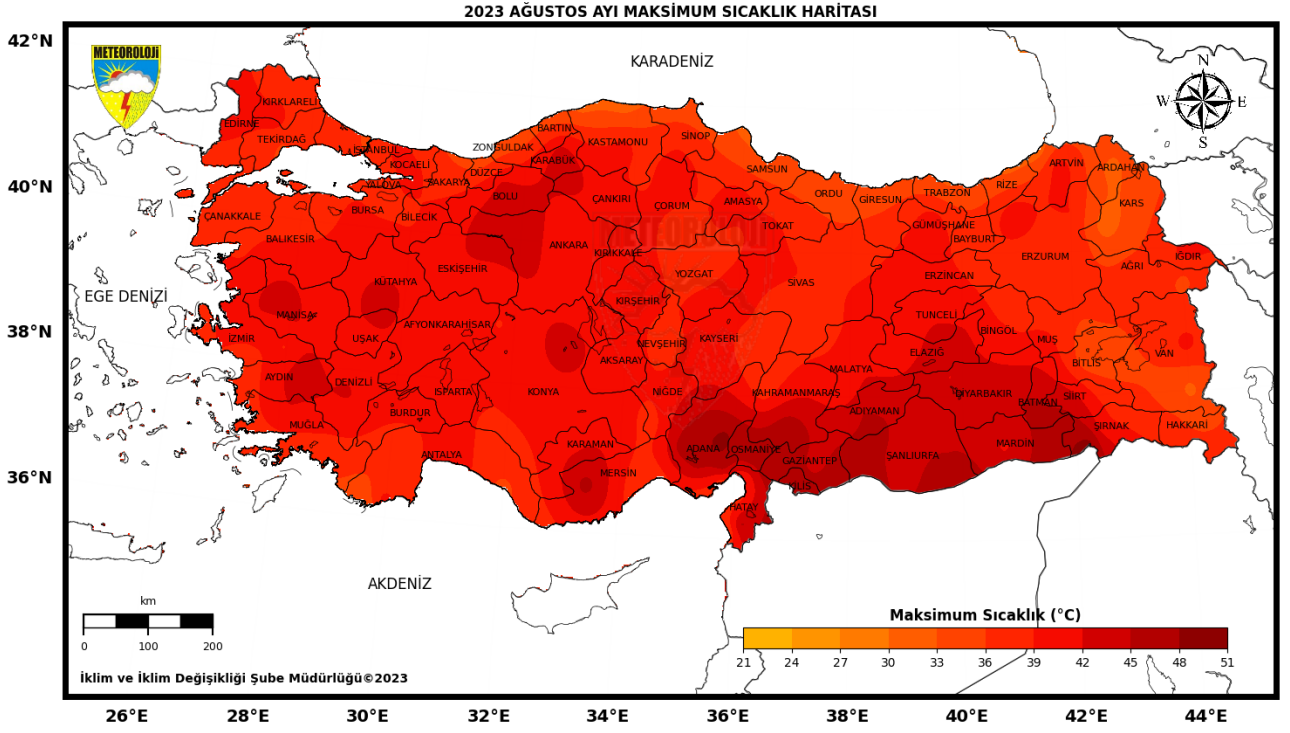 2023 AĞUSTOS AYI MAKSİMUM SICAKLIK HARİTASI
42°N
40°N
38°N
36°N
METEOROLOJİ
KARADENİZ
N
W E
S
KIRKLARELİ
EDİRNE
TEKİRDAĞ
İSTANBUL
KOCAELİ
YALOVA
SAKARYA
DÜZCE
ZONGULDAK
BARTIN
KARABÜK
KASTAMONU
SİNOP
SAMSUN
ORDU
GİRESUN
TRABZON
RİZE
ARTVİN
ARDAHAN
KARS
ÇANAKKALE
BURSA
BİLECİK
BOLU
ÇANKIRI
ÇORUM
AMASYA
TOKAT
GÜMÜŞHANE
BAYBURT
METEOROLOJİ
BALIKESİR
ESKİŞEHİR
ANKARA
KIRIKKALE
YOZGAT
SİVAS
ERZİNCAN
ERZURUM
AĞRI
IĞDIR
EGE DENİZİ
KÜTAHYA
MANİSA
UŞAK
AFYONKARAHİSAR
KIRŞEHİR
NEVŞEHİR
KAYSERİ
TUNCELİ
BİNGÖL
MUŞ
BİTLİS
VAN
İZMİR
AYDIN
DENİZLİ
ISPARTA
KONYA
AKSARAY
NİĞDE
KAHRAMANMARAŞ
MALATYA
ELAZIĞ
DİYARBAKIR
BATMAN
SİİRT
MUĞLA
BURDUR
ANTALYA
KARAMAN
MERSİN
ADANA
OSMANİYE
GAZİANTEP
KİLİS
HATAY
ADIYAMAN
ŞANLIURFA
MARDİN
ŞIRNAK
HAKKARİ
AKDENİZ
km
0 100 200
Maksimum Sıcaklık (°C)
21 24 27 30 33 36 39 42 45 48 51
İklim ve İklim Değişikliği Şube Müdürlüğü©2023
26°E 28°E 30°E 32°E 34°E 36°E 38°E 40°E 42°E 44°E